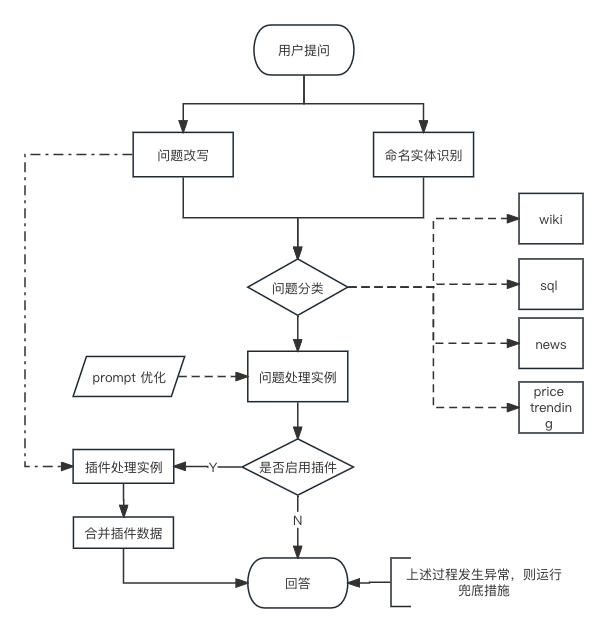 用户提问
问题改写
命名实体识别
wiki
问题分类
sql
news
prompt 优化
问题处理实例
price
trendin
g
插件处理实例
Y
是否启用插件
N
合并插件数据
回答
上述过程发生异常，则运行
兜底措施